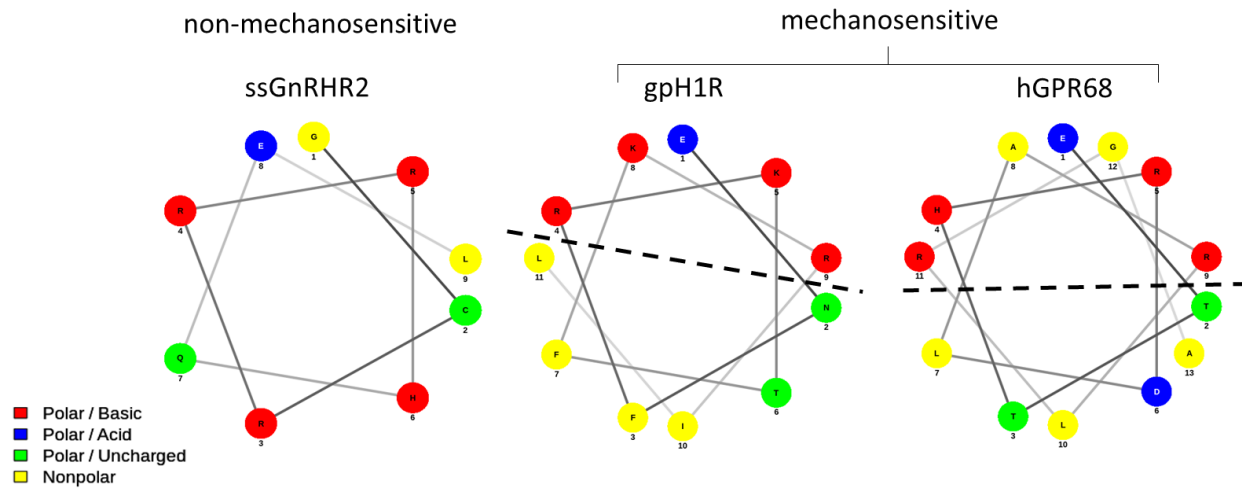 non-mechanosensitive
mechanosensitive
ssGnRHR2
gpH1R
hGPR68
G
1
E
8
R
5
R
4
L
9
C
2
Q
7
H
6
R
3
E
1
K
8
K
5
R
4
L
11
R
9
N
2
F
7
T
6
F
3
I
10
E
1
A
8
G
12
R
5
H
4
R
11
R
9
T
2
L
7
A
13
D
6
T
3
L
10
Polar / Basic
Polar / Acid
Polar / Uncharged
Nonpolar